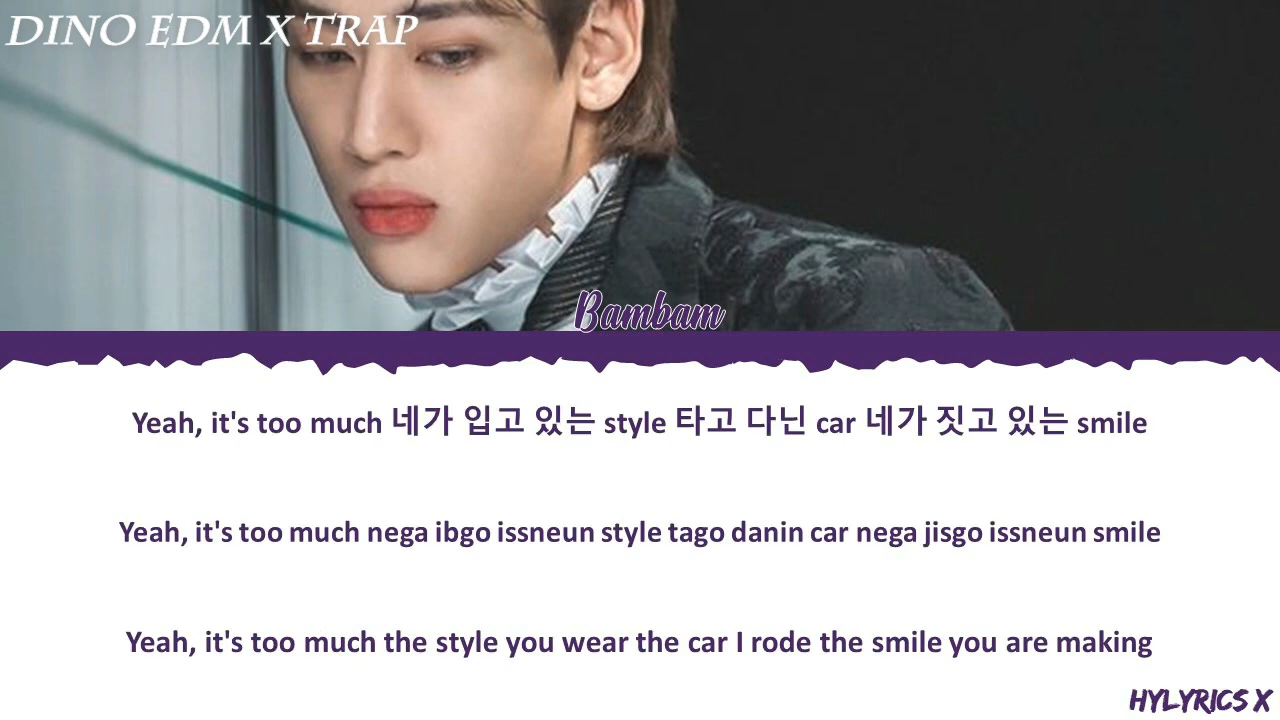 DINO EDM X TRAP
Bambam
Yeah, it's too much 네가 입고 있는 style 타고 다닌 car 네가 짓고 있는 smile
Yeah, it's too much nega ibgo issneun style tago danin car nega jisgo issneun smile
Yeah, it's too much the style you wear the car I rode the smile you are making
HYLYRICS X